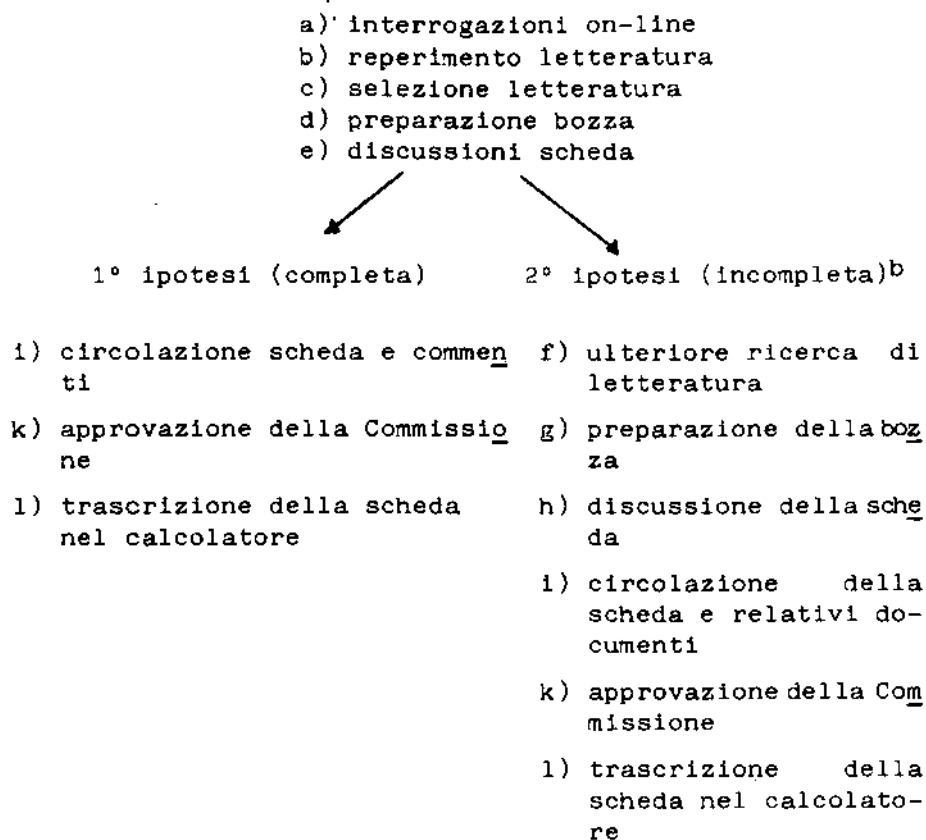 a) interrogazioni on-line
b) reperimento letteratura
c) selezione letteratura
d) preparazione bozza
e) discussioni scheda
1° ipotesi (completa)
i) circolazione scheda e commen
ti
k) approvazione della Commissio
ne
l) trascrizione della scheda
nel calcolatore
2° ipotesi (incompleta)b
f) ulteriore ricerca di
letteratura
g) preparazione della boz
za
h) discussione della sche
da
i) circolazione della
scheda e relativi do-
cumenti
k) approvazione della Com
missione
l) trascrizione della
scheda nel calcolato-
re